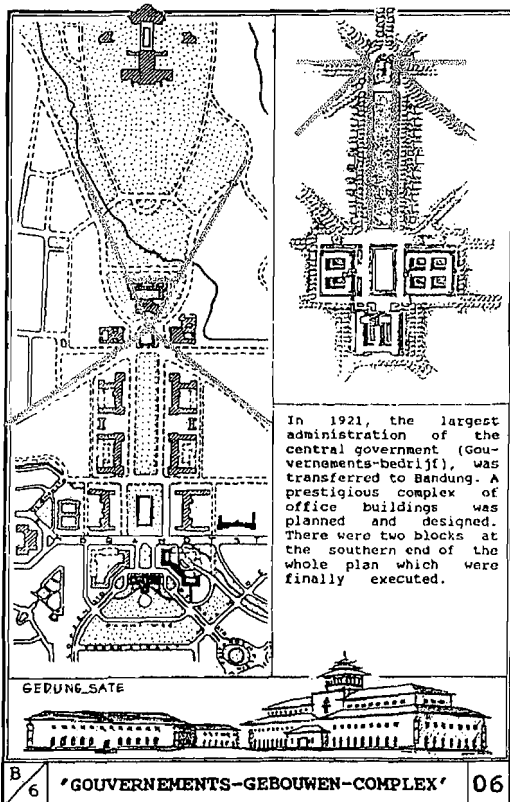 In 1921, the largest
administration of the
central government (Gou-
vernements-bedrijf), was
transferred to Bandung. A
prestigious complex of
office buildings was
planned and designed.
There were two blocks at
the southern end of the
whole plan which were
finally executed.
GEDUNG SATE
B/6
'GOUVERNEMENTS-GEBOUWEN-COMPLEX'
06